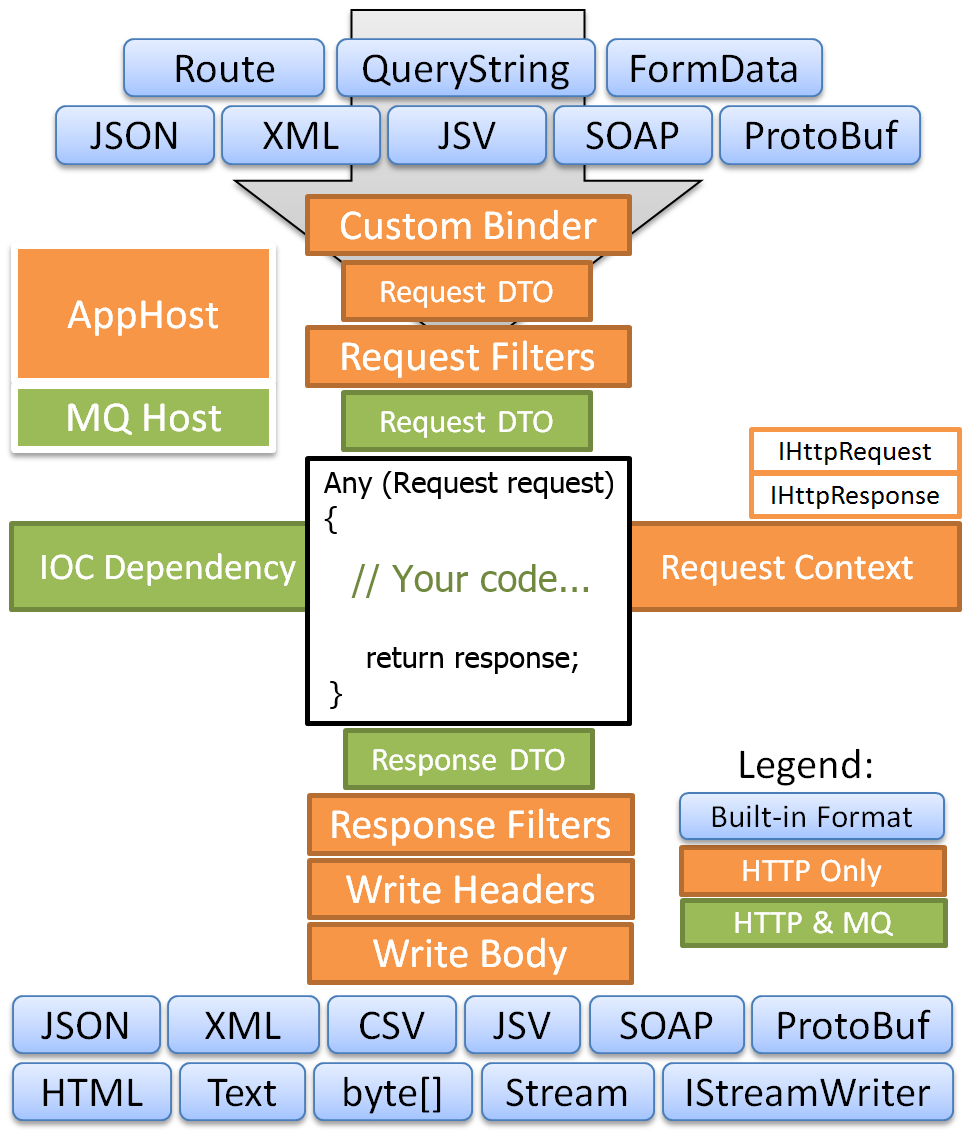 Route
QueryString
FormData
JSON
XML
JSV
SOAP
ProtoBuf
Custom Binder
Request DTO
AppHost
Request Filters
MQ Host
Request DTO
IHttpRequest
IHttpResponse
Any (Request request)
{
// Your code...
return response;
}
IOC Dependency
Request Context
Response DTO
Response Filters
Write Headers
Write Body
Legend:
Built-in Format
HTTP Only
HTTP & MQ
JSON
XML
CSV
JSV
SOAP
ProtoBuf
HTML
Text
byte[]
Stream
IStreamWriter